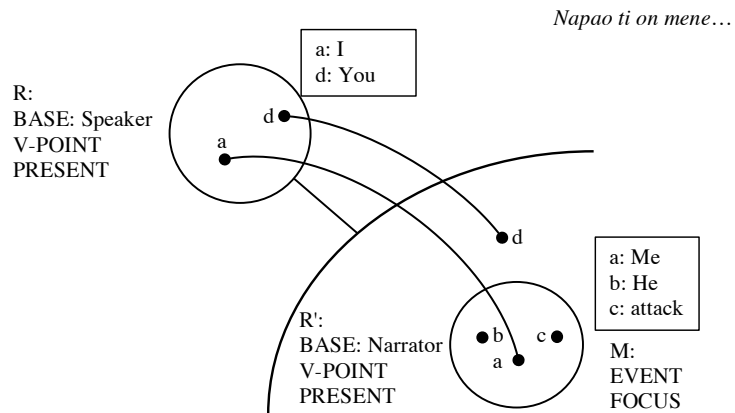 Napao ti on mene…
a: I
d: You
R:
BASE: Speaker
V-POINT
PRESENT
d
a
d
a: Me
b: He
c: attack
R':
BASE: Narrator
V-POINT
PRESENT
b
c
a
M:
EVENT
FOCUS